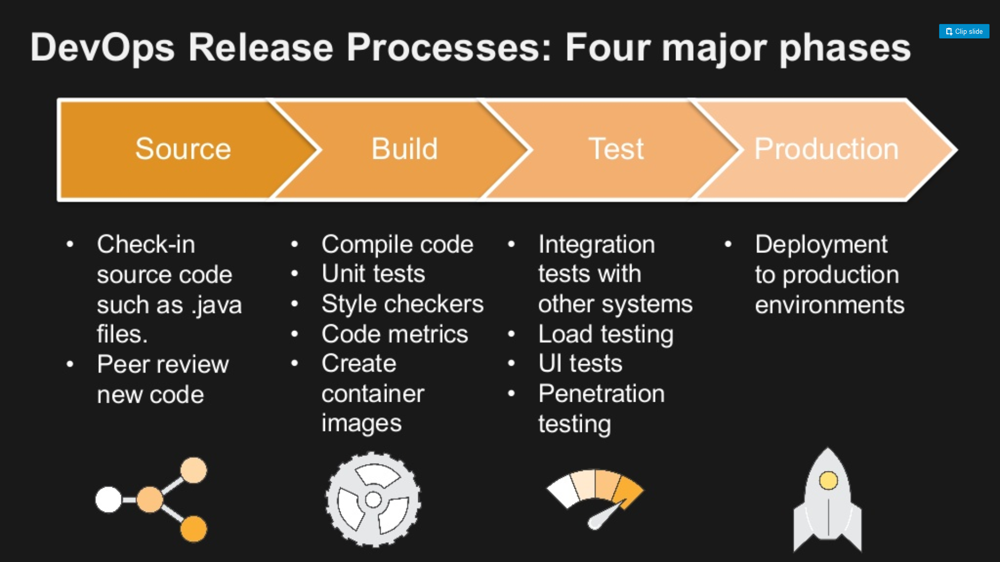 DevOps Release Processes: Four major phases
Clip slide
Source
Build
Test
Production
• Check-in
source code
such as .java
files.
• Peer review
new code
• Compile code
• Unit tests
• Style checkers
• Code metrics
• Create
container
images
• Integration
tests with
other systems
• Load testing
• UI tests
• Penetration
testing
• Deployment
to production
environments